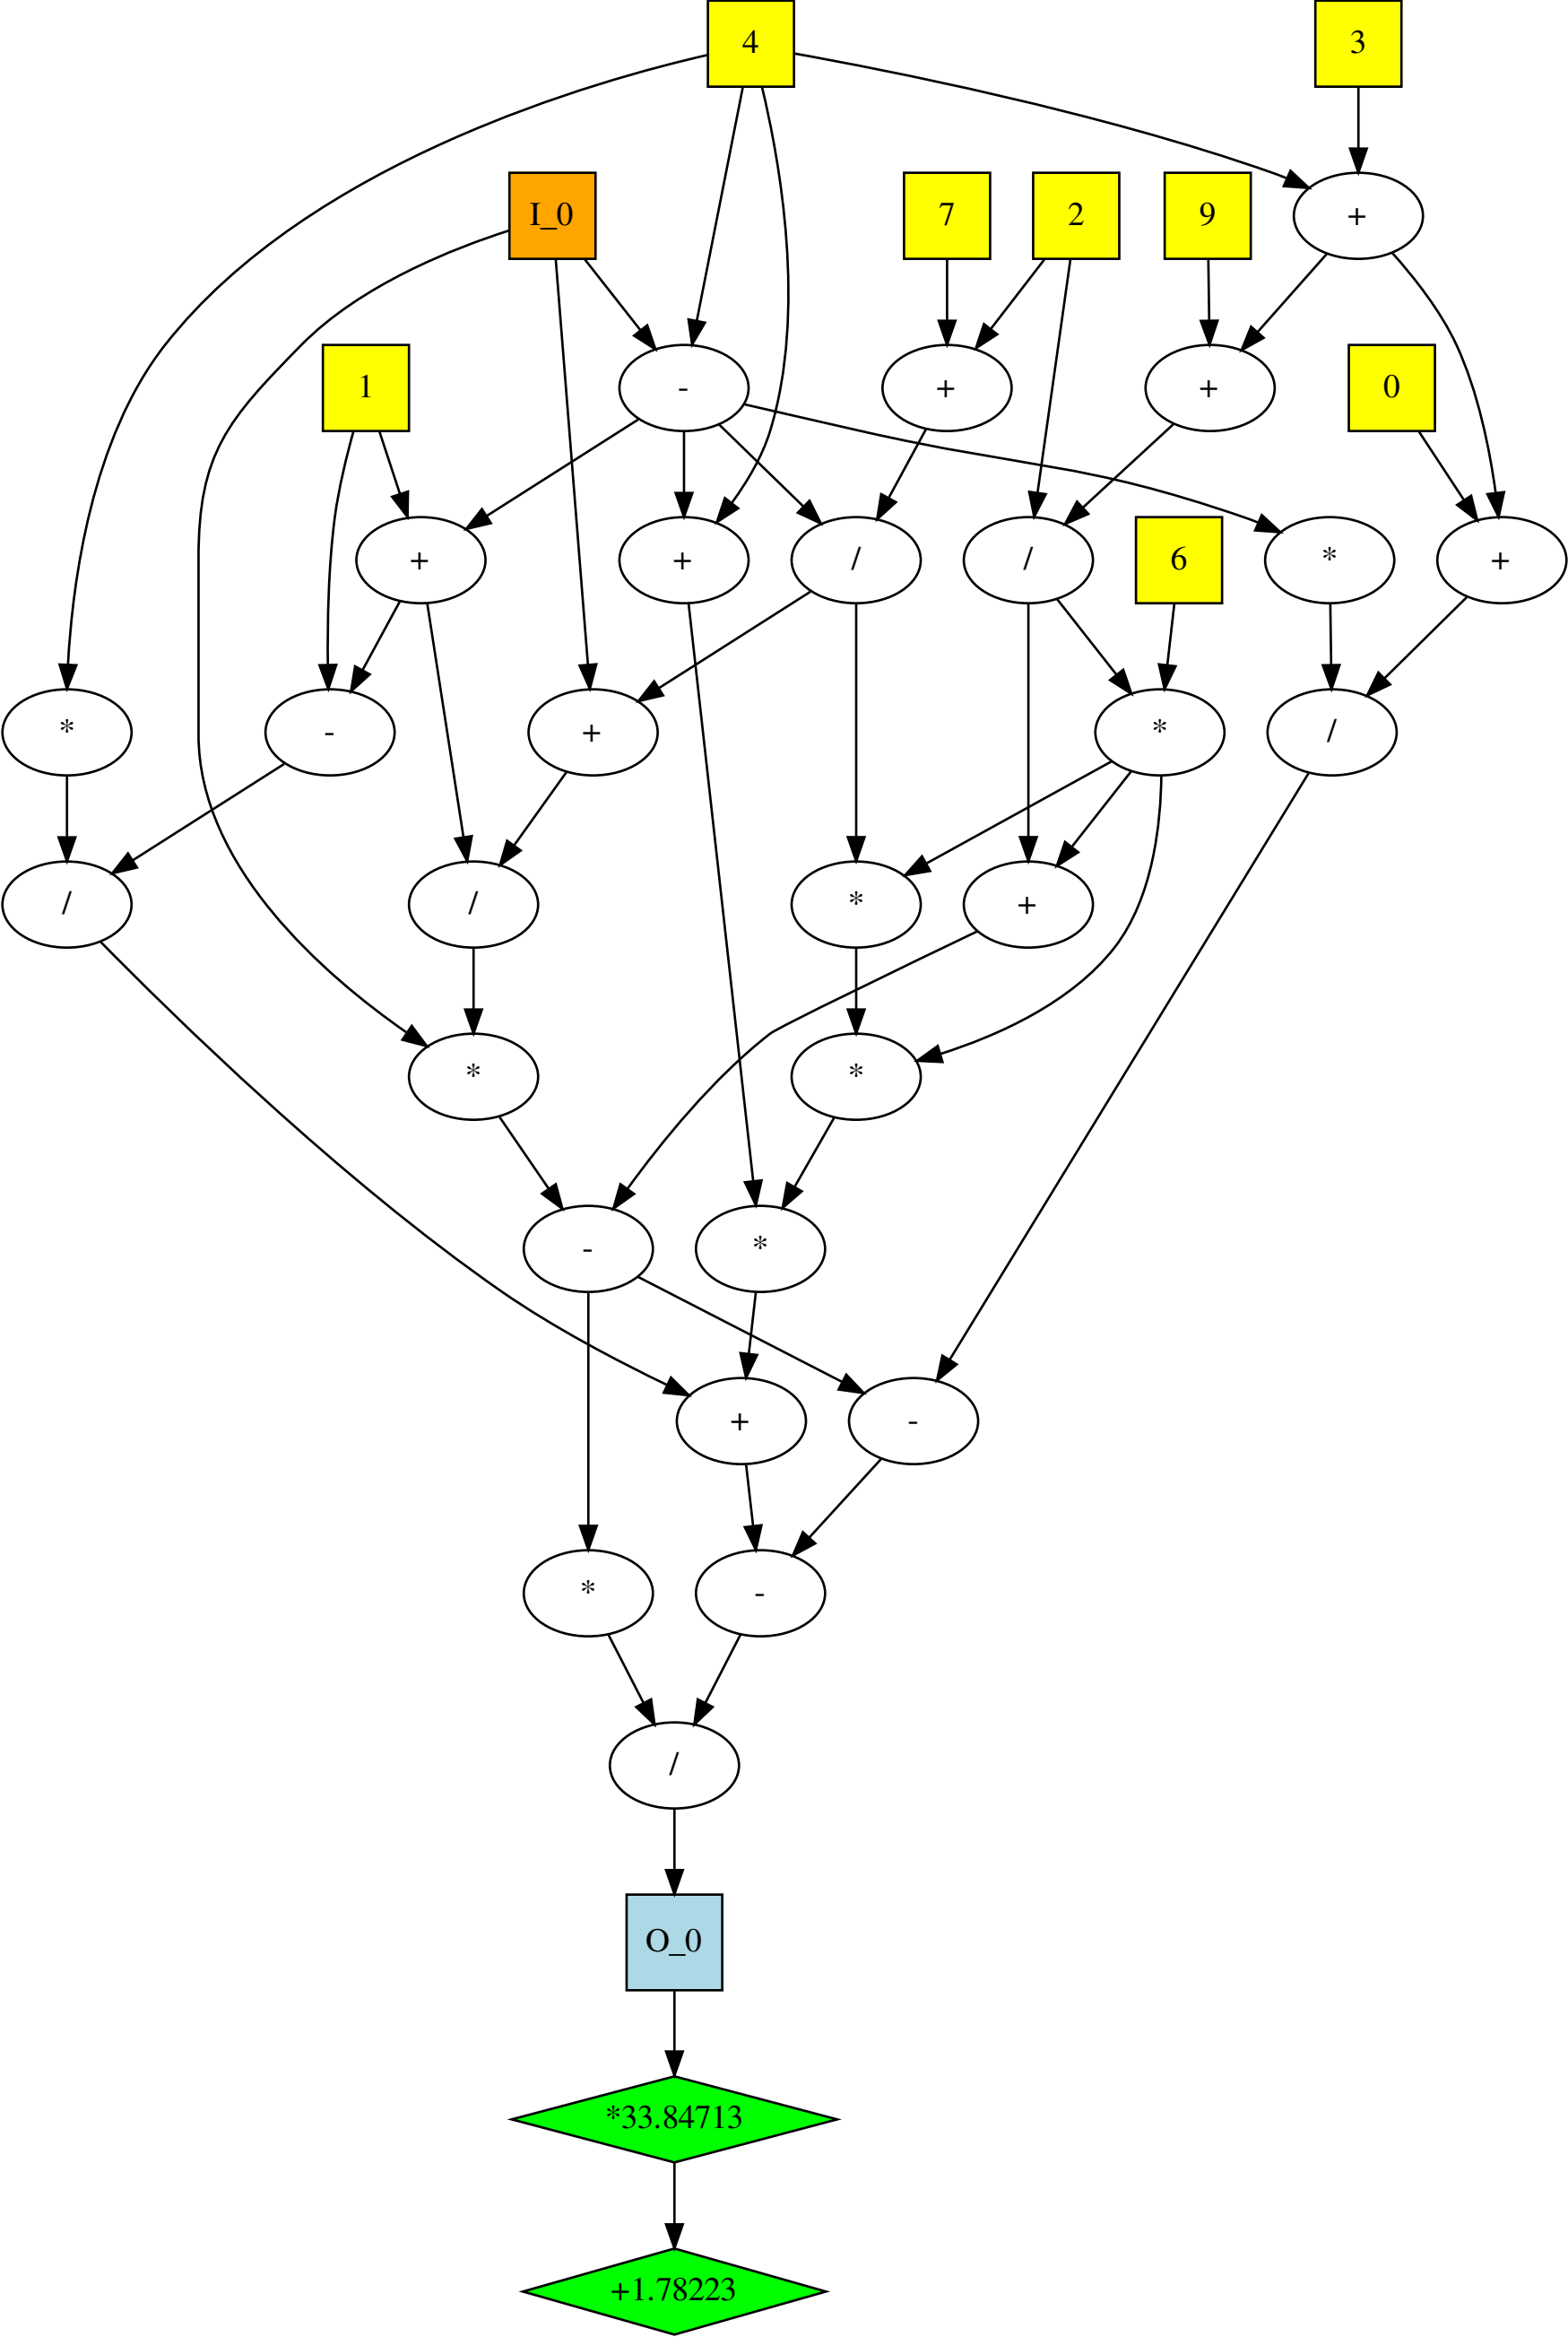 4 3
I_0 7 2 9 +
1 - + + 0
+ + / / 6 * +
* - + * /
/ / * +
* *
- *
+ -
* -
/
O_0
*33.84713
+1.78223